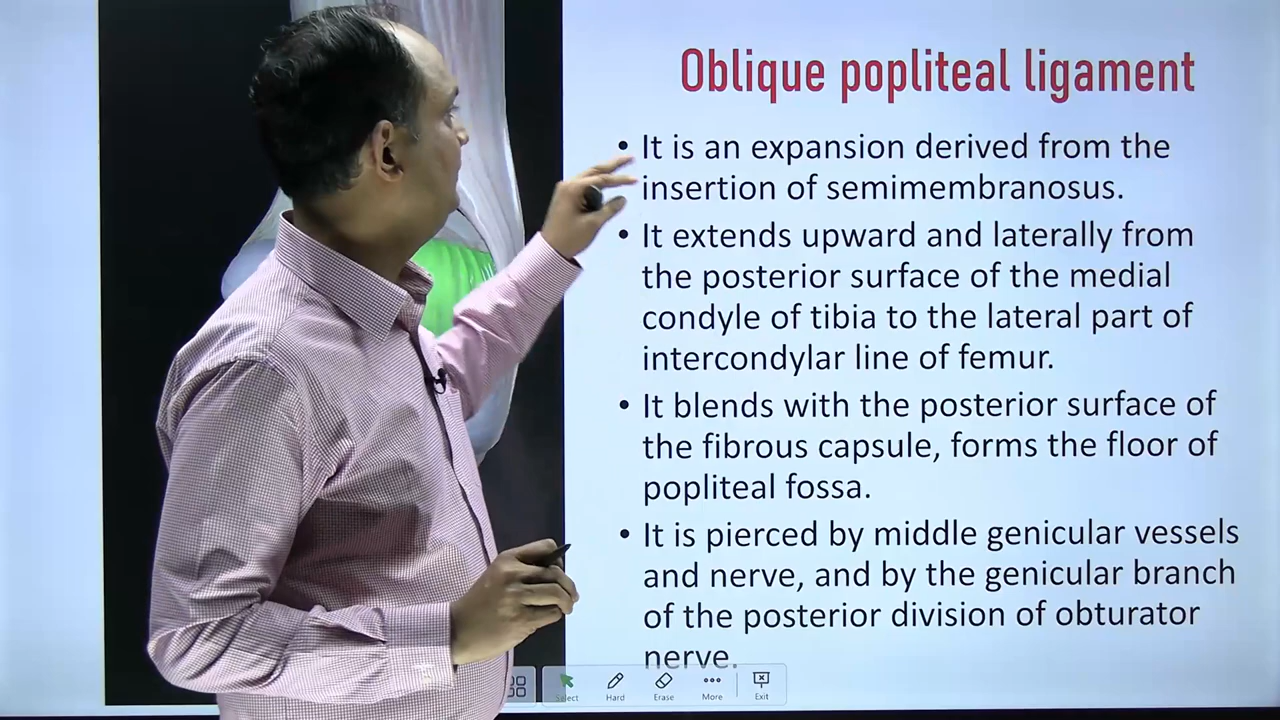 Oblique popliteal ligament
• It is an expansion derived from the
insertion of semimembranosus.
• It extends upward and laterally from
the posterior surface of the medial
condyle of tibia to the lateral part of
intercondylar line of femur.
• It blends with the posterior surface of
the fibrous capsule, forms the floor of
popliteal fossa.
• It is pierced by middle genicular vessels
and nerve, and by the genicular branch
of the posterior division of obturator
nerve.
Select Hard Erase More Exit